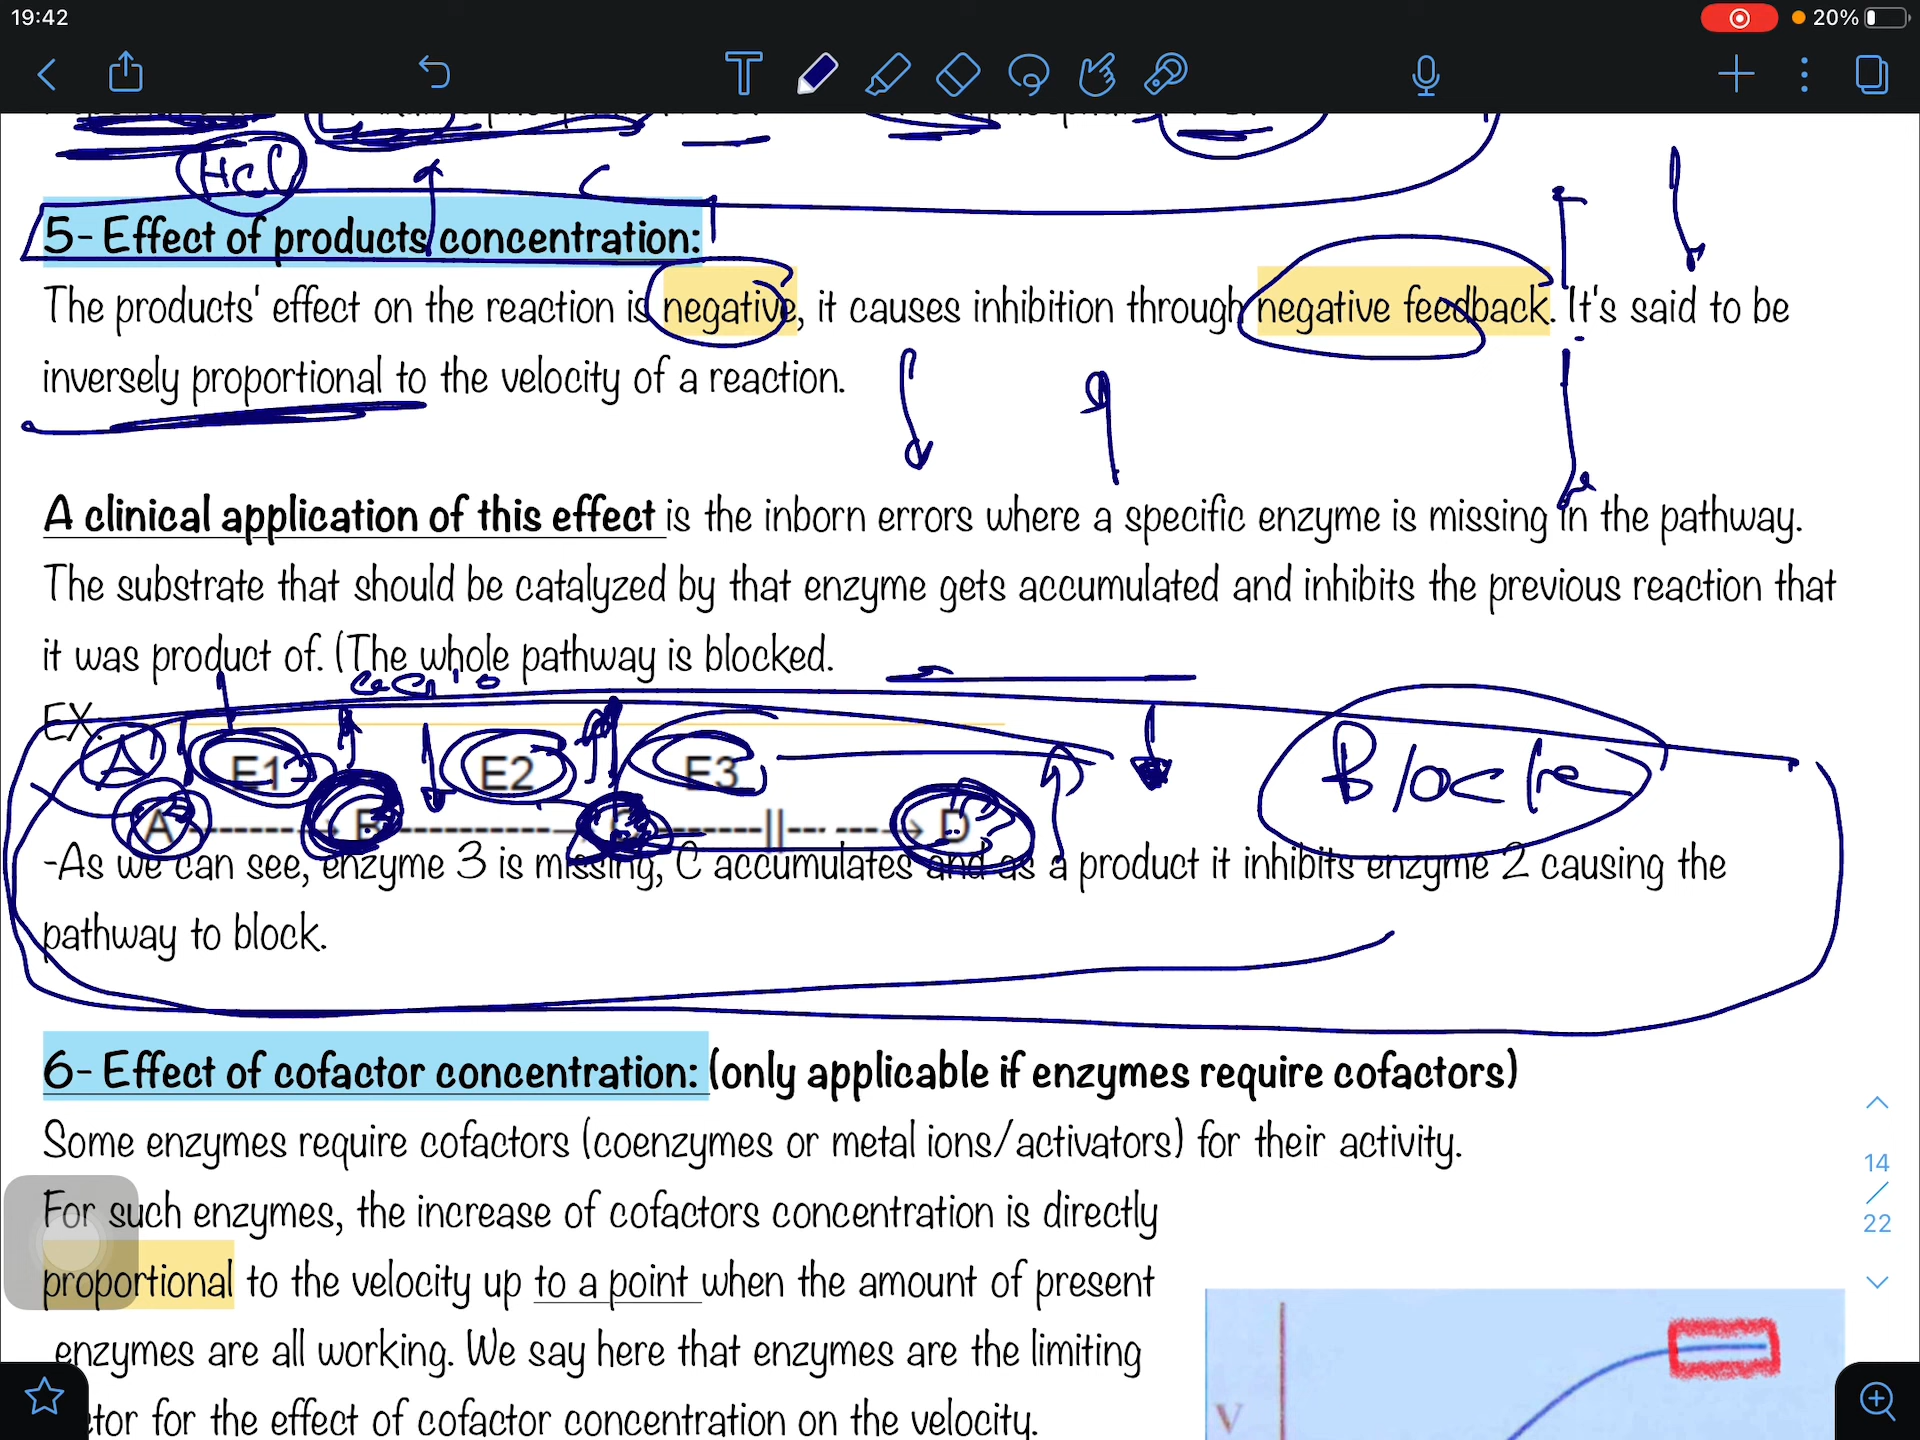 19:42
20%
HCl
5- Effect of products concentration:
The products' effect on the reaction is negative, it causes inhibition through negative feedback. It's said to be
inversely proportional to the velocity of a reaction.
A clinical application of this effect is the inborn errors where a specific enzyme is missing in the pathway.
The substrate that should be catalyzed by that enzyme gets accumulated and inhibits the previous reaction that
it was product of. (The whole pathway is blocked.
EX:
A E1 E2 E3 Block
A B C || D
-As we can see, enzyme 3 is missing, C accumulates and as a product it inhibits enzyme 2 causing the
pathway to block.
6- Effect of cofactor concentration: (only applicable if enzymes require cofactors)
Some enzymes require cofactors (coenzymes or metal ions/activators) for their activity.
For such enzymes, the increase of cofactors concentration is directly
proportional to the velocity up to a point when the amount of present
enzymes are all working. We say here that enzymes are the limiting
ctor for the effect of cofactor concentration on the velocity.
V
14
/
22